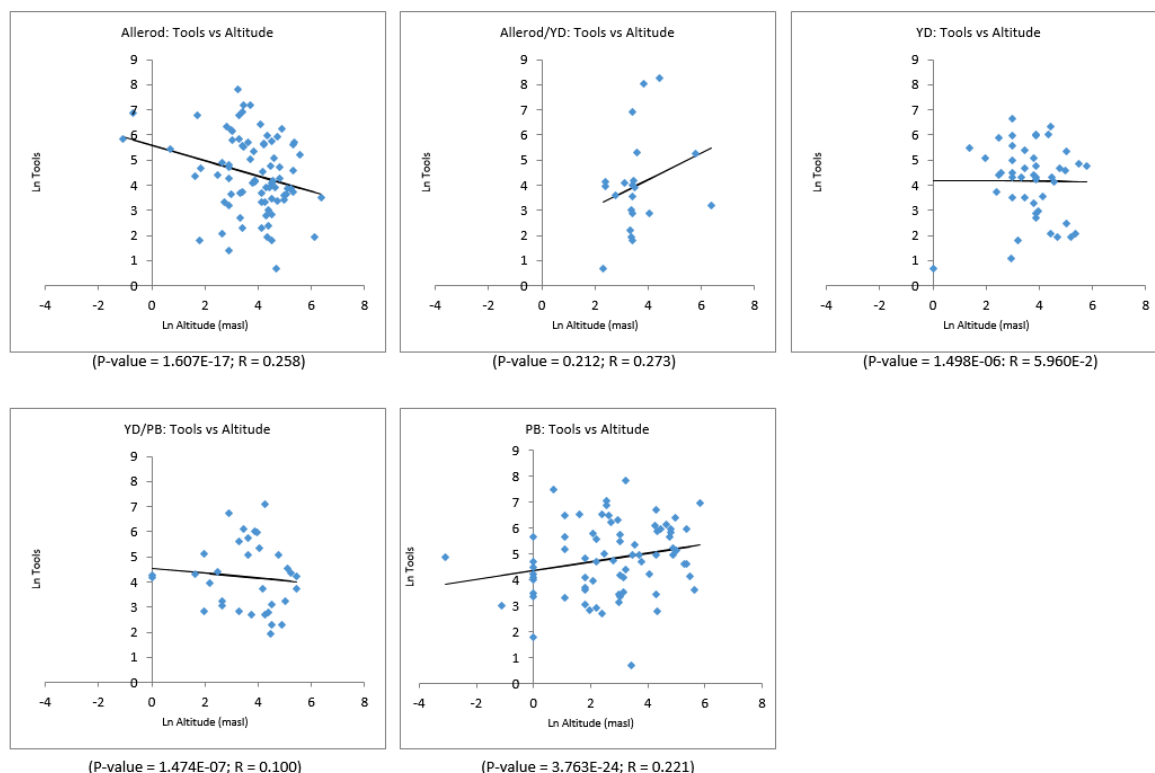 Allerod: Tools vs Altitude
9
8
7
6
5
4
3
2
1
0
-4 -2 0 2 4 6 8
Ln Tools
Ln Altitude (masl)
(P-value = 1.607E-17; R = 0.258)
Allerod/YD: Tools vs Altitude
9
8
7
6
5
4
3
2
1
0
-4 -2 0 2 4 6 8
Ln Tools
Ln Altitude (masl)
(P-value = 0.212; R = 0.273)
YD: Tools vs Altitude
9
8
7
6
5
4
3
2
1
0
-4 -2 0 2 4 6 8
Ln Tools
Ln Altitude (masl)
(P-value = 1.498E-06: R = 5.960E-2)
YD/PB: Tools vs Altitude
9
8
7
6
5
4
3
2
1
0
-4 -2 0 2 4 6 8
Ln Tools
Ln Altitude (masl)
(P-value = 1.474E-07; R = 0.100)
PB: Tools vs Altitude
9
8
7
6
5
4
3
2
1
0
-4 -2 0 2 4 6 8
Ln Tools
Ln Altitude (masl)
(P-value = 3.763E-24; R = 0.221)